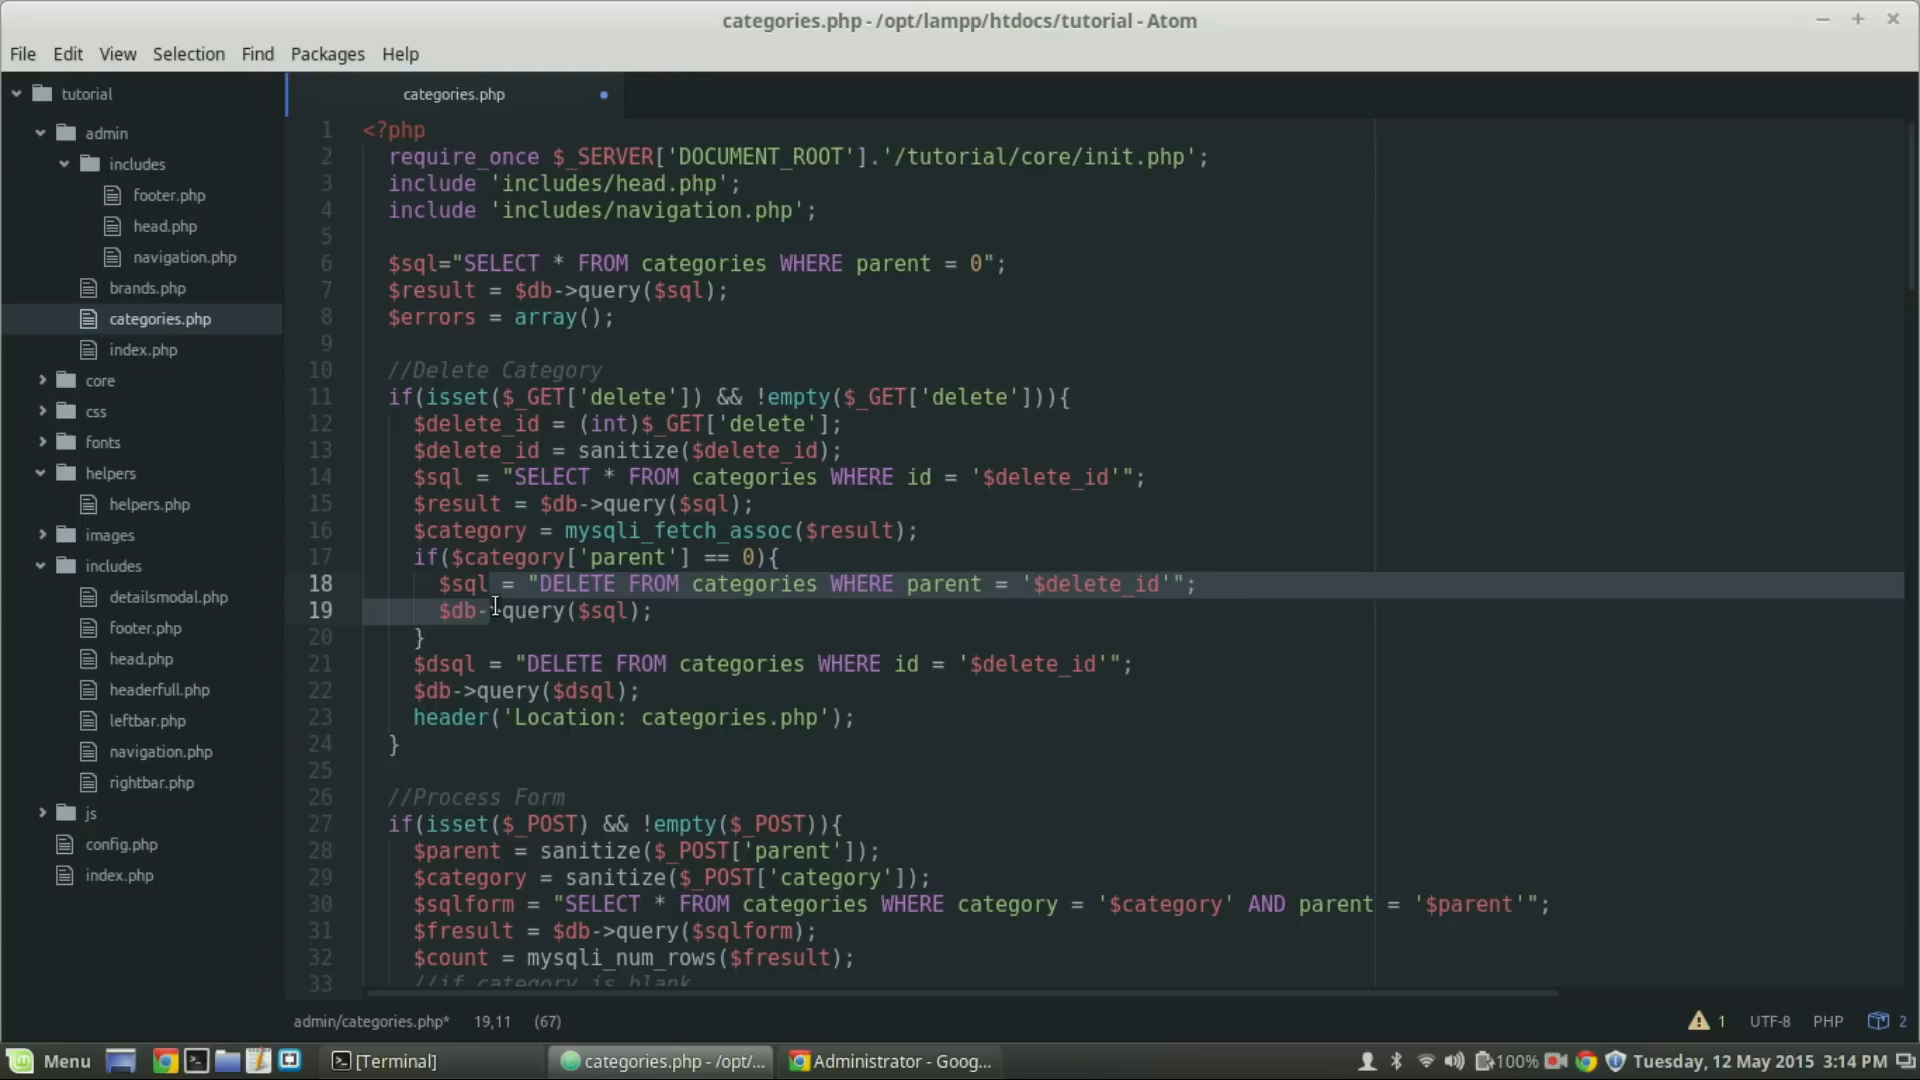 categories.php - /opt/lampp/htdocs/tutorial - Atom
File Edit View Selection Find Packages Help
tutorial
admin
includes
footer.php
head.php
navigation.php
brands.php
categories.php
index.php
core
css
fonts
helpers
helpers.php
images
includes
detailsmodal.php
footer.php
head.php
headerfull.php
leftbar.php
navigation.php
rightbar.php
js
config.php
index.php
categories.php
1 <?php
2 require_once $_SERVER['DOCUMENT_ROOT'].'/tutorial/core/init.php';
3 include 'includes/head.php';
4 include 'includes/navigation.php';
5
6 $sql="SELECT * FROM categories WHERE parent = 0";
7 $result = $db->query($sql);
8 $errors = array();
9
10 //Delete Category
11 if(isset($_GET['delete']) && !empty($_GET['delete'])){
12 $delete_id = (int)$_GET['delete'];
13 $delete_id = sanitize($delete_id);
14 $sql = "SELECT * FROM categories WHERE id = '$delete_id'";
15 $result = $db->query($sql);
16 $category = mysqli_fetch_assoc($result);
17 if($category['parent'] == 0){
18 $sql = "DELETE FROM categories WHERE parent = '$delete_id'";
19 $db->query($sql);
20 }
21 $dsql = "DELETE FROM categories WHERE id = '$delete_id'";
22 $db->query($dsql);
23 header('Location: categories.php');
24 }
25
26 //Process Form
27 if(isset($_POST) && !empty($_POST)){
28 $parent = sanitize($_POST['parent']);
29 $category = sanitize($_POST['category']);
30 $sqlform = "SELECT * FROM categories WHERE category = '$category' AND parent = '$parent'";
31 $fresult = $db->query($sqlform);
32 $count = mysqli_num_rows($fresult);
33 //if category is blank
admin/categories.php* 19,11 (67) 1 UTF-8 PHP 2
Menu [Terminal] categories.php - /opt/... Administrator - Goog... 100% Tuesday, 12 May 2015 3:14 PM